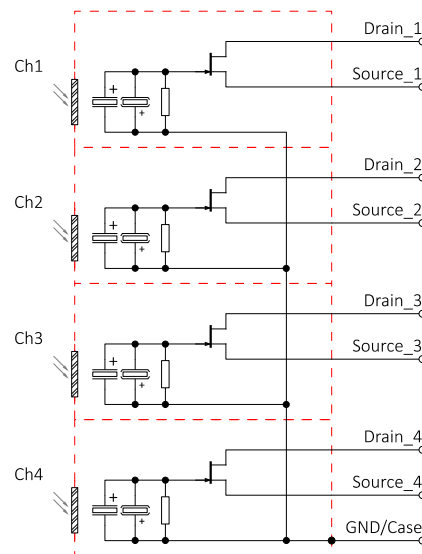 Drain_1
Ch1
Source_1
+
+
Drain_2
Ch2
Source_2
+
+
Drain_3
Ch3
Source_3
+
+
Drain_4
Ch4
Source_4
+
+
GND/Case